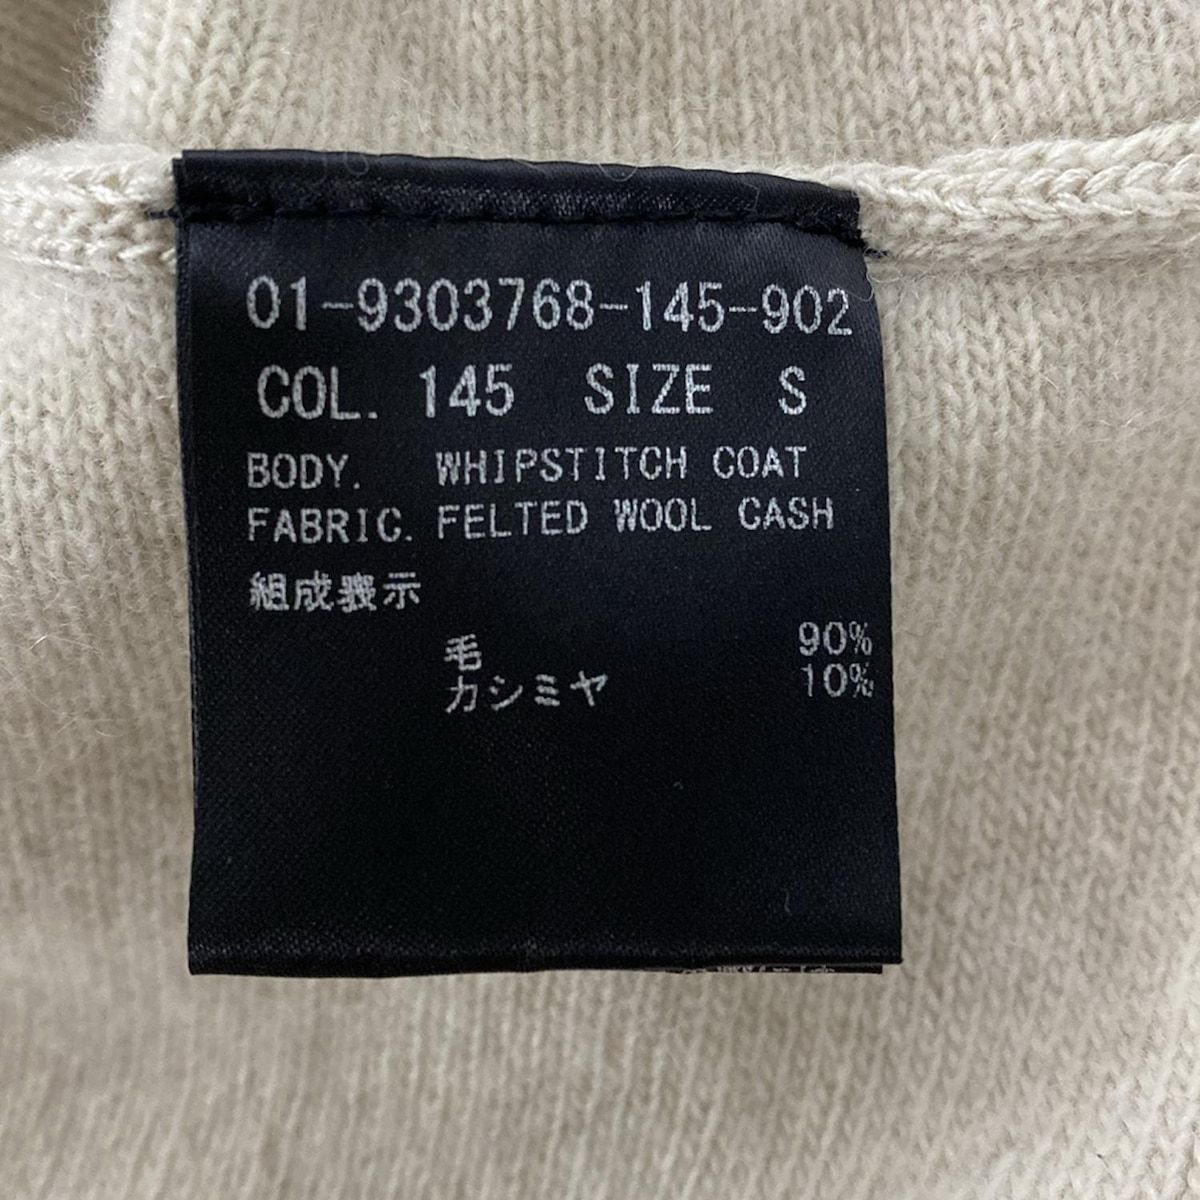 01-9303768-145-902
COL. 145 SIZE S
BODY. WHIPSTITCH COAT
FABRIC. FELTED WOOL CASH
組成表示
毛 90%
カシミヤ 10%